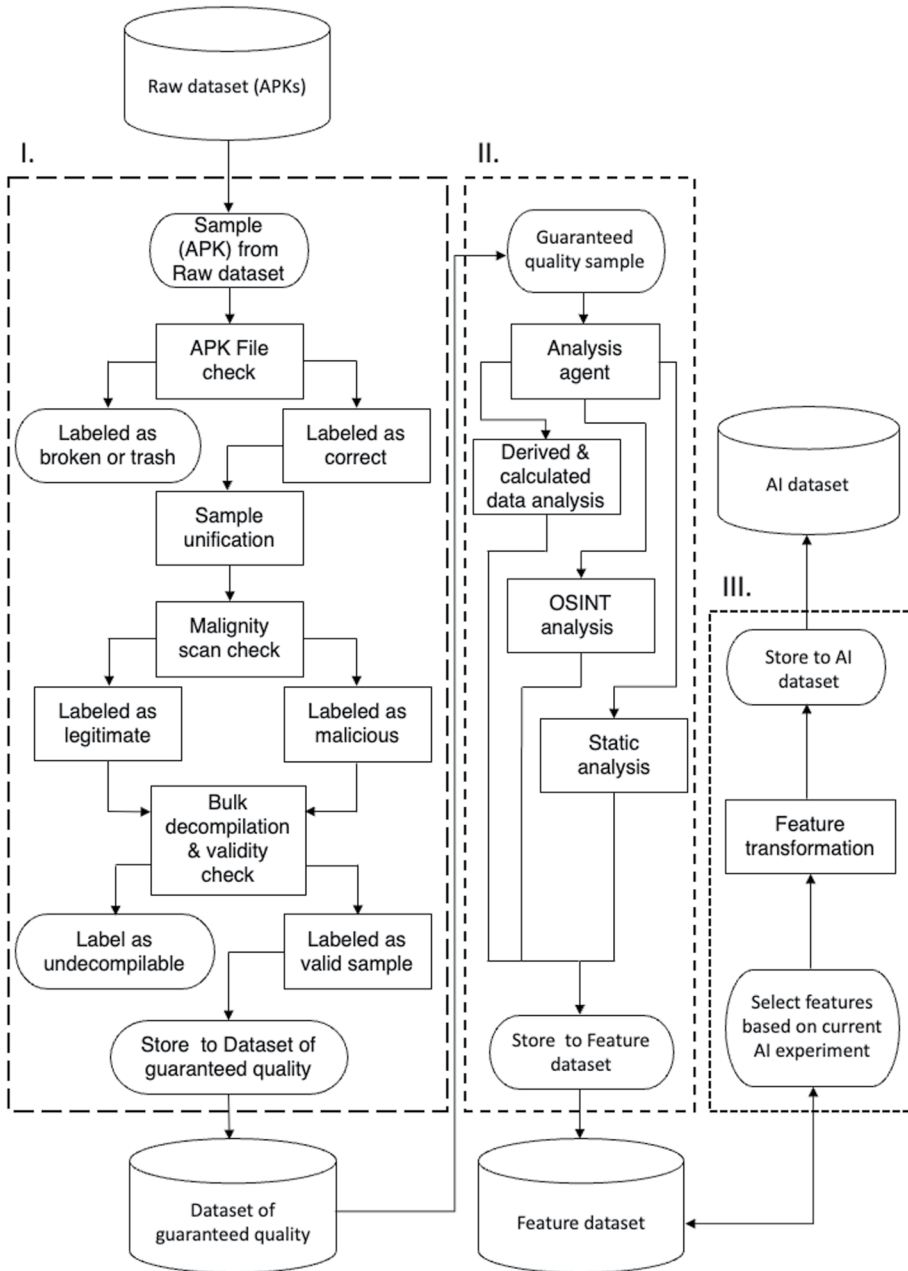 Raw dataset (APKs)
I.
Sample
(APK) from
Raw dataset
APK File
check
Labeled as
broken or trash
Labeled as
correct
Sample
unification
Malignity
scan check
Labeled as
legitimate
Labeled as
malicious
Bulk
decompilation
& validity
check
Label as
undecompilable
Labeled as
valid sample
Store to Dataset of
guaranteed quality
Dataset of
guaranteed quality
II.
Guaranteed
quality sample
Analysis
agent
Derived &
calculated
data analysis
OSINT
analysis
Static
analysis
Store to Feature
dataset
Feature dataset
III.
Select features
based on current
AI experiment
Feature
transformation
Store to AI
dataset
AI dataset